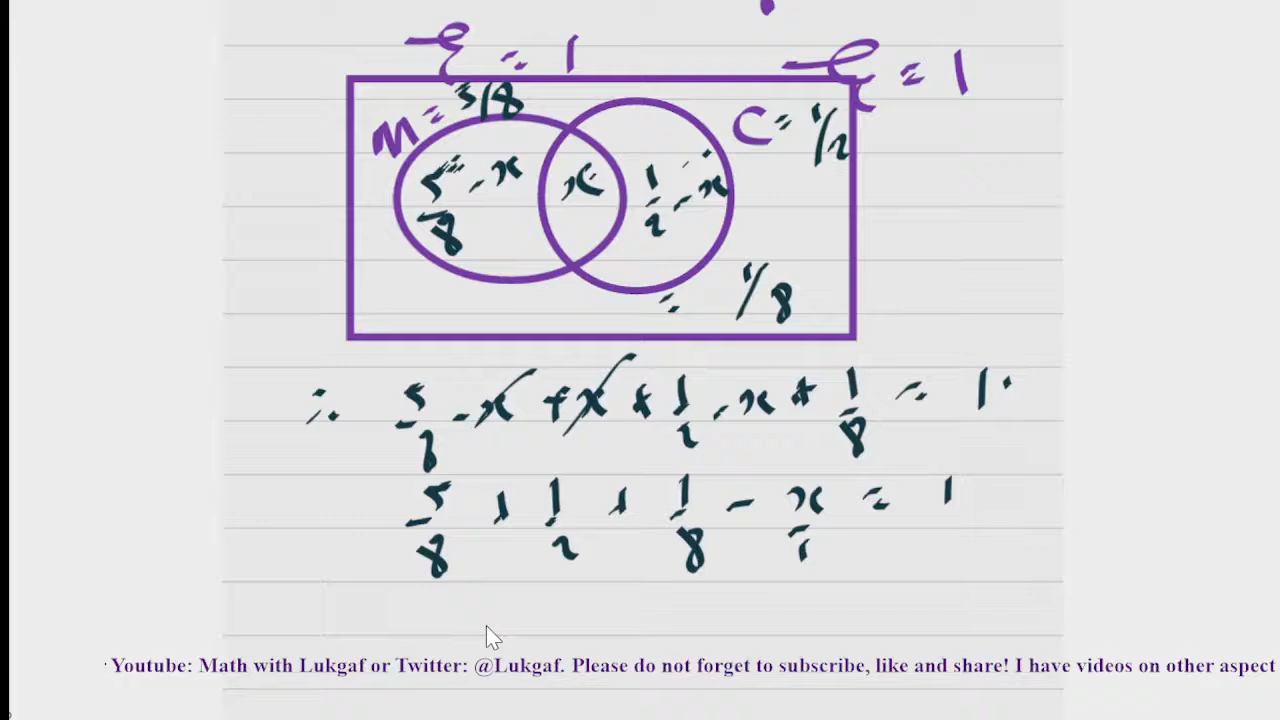 ξ = 1
ξ = 1
M = 5/8
C = 1/2
5/8 - x
x
1/2 - x
= 1/8
∴ 5/8 - x + x + 1/2 - x + 1/8 = 1
5/8 + 1/2 + 1/8 - x/1 = 1
Youtube: Math with Lukgaf or Twitter: @Lukgaf. Please do not forget to subscribe, like and share! I have videos on other aspect